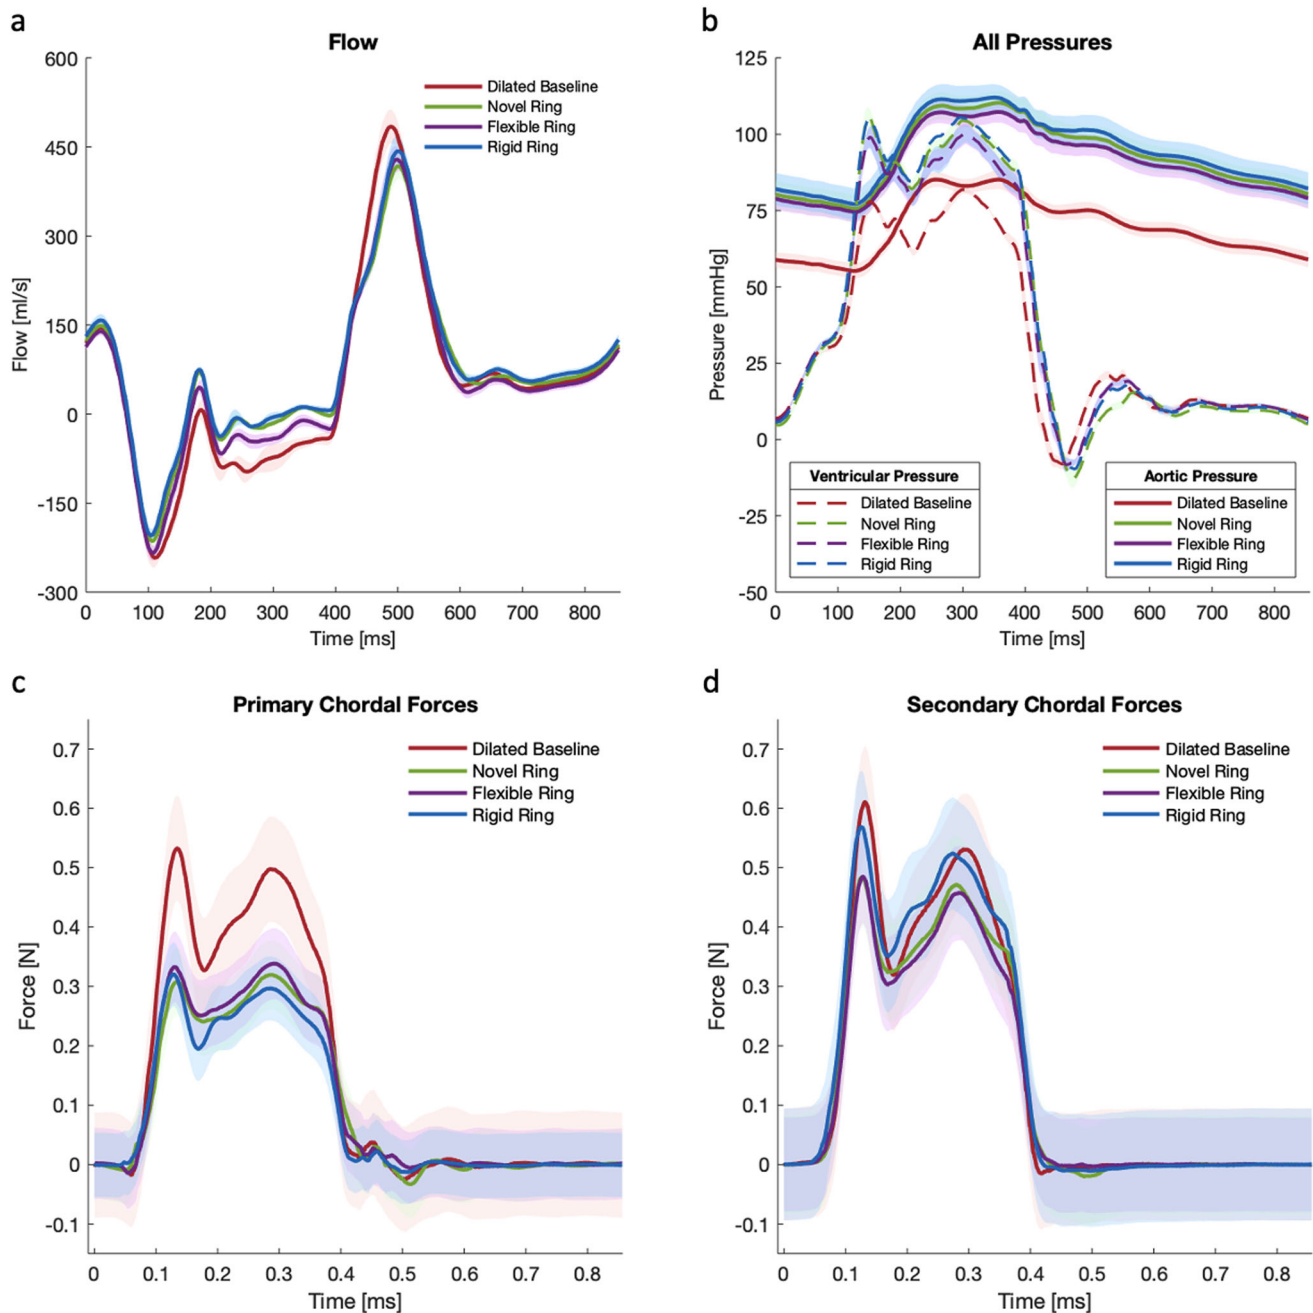 a
Flow
600
450
300
150
0
-150
-300
Flow [ml/s]
Dilated Baseline
Novel Ring
Flexible Ring
Rigid Ring
0 100 200 300 400 500 600 700 800
Time [ms]
b
All Pressures
125
100
75
50
25
0
-25
-50
Pressure [mmHg]
Ventricular Pressure
Dilated Baseline
Novel Ring
Flexible Ring
Rigid Ring
Aortic Pressure
Dilated Baseline
Novel Ring
Flexible Ring
Rigid Ring
0 100 200 300 400 500 600 700 800
Time [ms]
c
Primary Chordal Forces
0.7
0.6
0.5
0.4
0.3
0.2
0.1
0
-0.1
Force [N]
Dilated Baseline
Novel Ring
Flexible Ring
Rigid Ring
0 0.1 0.2 0.3 0.4 0.5 0.6 0.7 0.8
Time [ms]
d
Secondary Chordal Forces
0.7
0.6
0.5
0.4
0.3
0.2
0.1
0
-0.1
Force [N]
Dilated Baseline
Novel Ring
Flexible Ring
Rigid Ring
0 0.1 0.2 0.3 0.4 0.5 0.6 0.7 0.8
Time [ms]